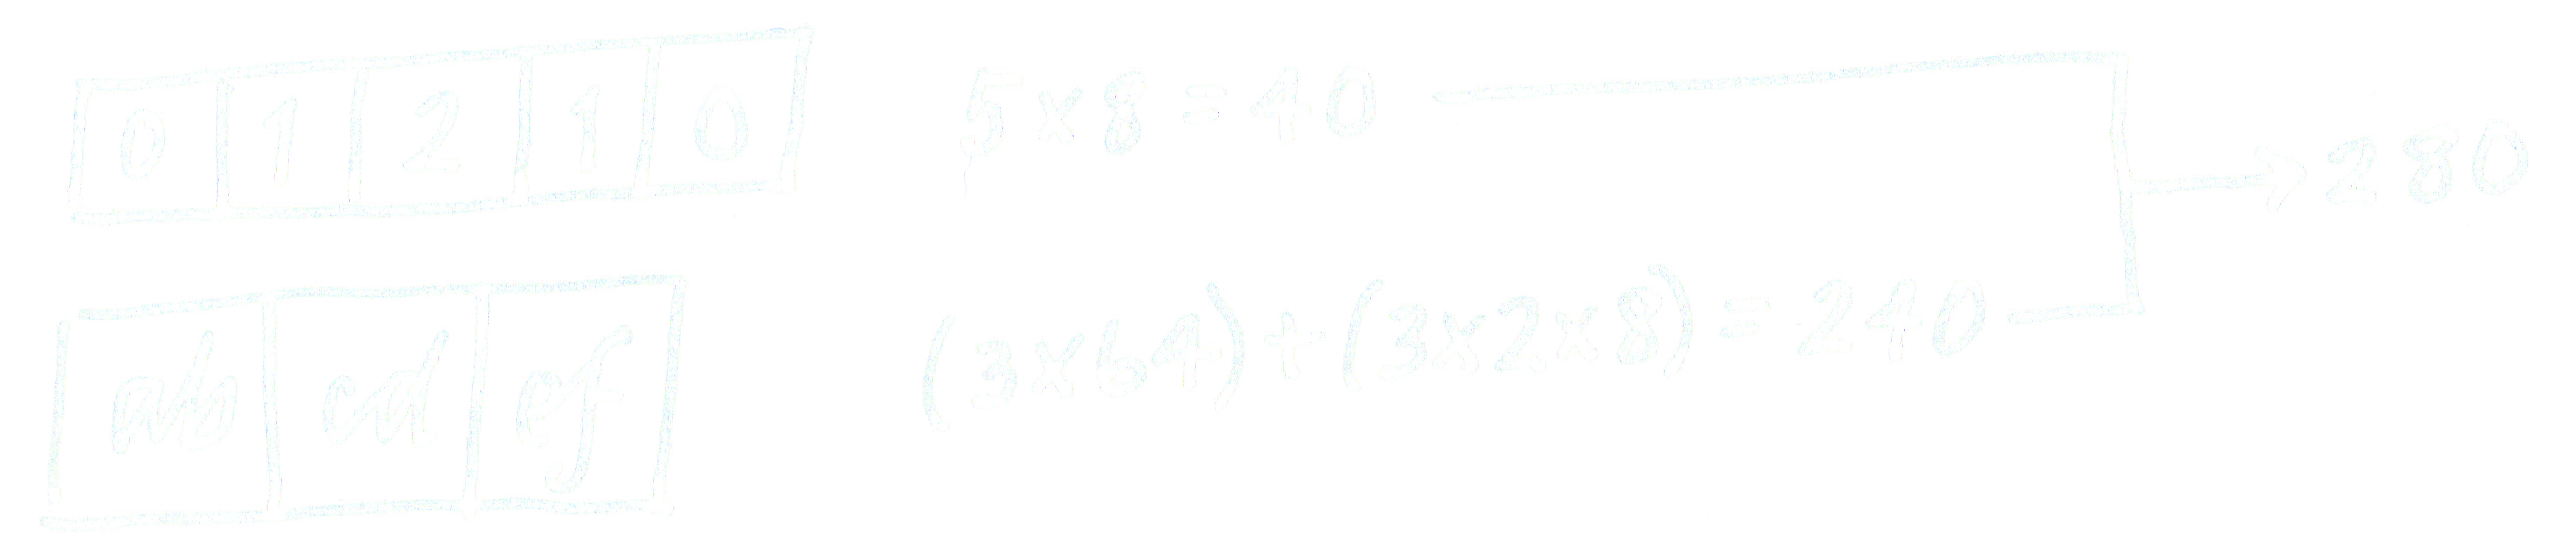 0 1 2 1 0 5 x 8 = 40
→ 280
ab cd ef (3 x 64) + (3 x 2 x 8) = 240